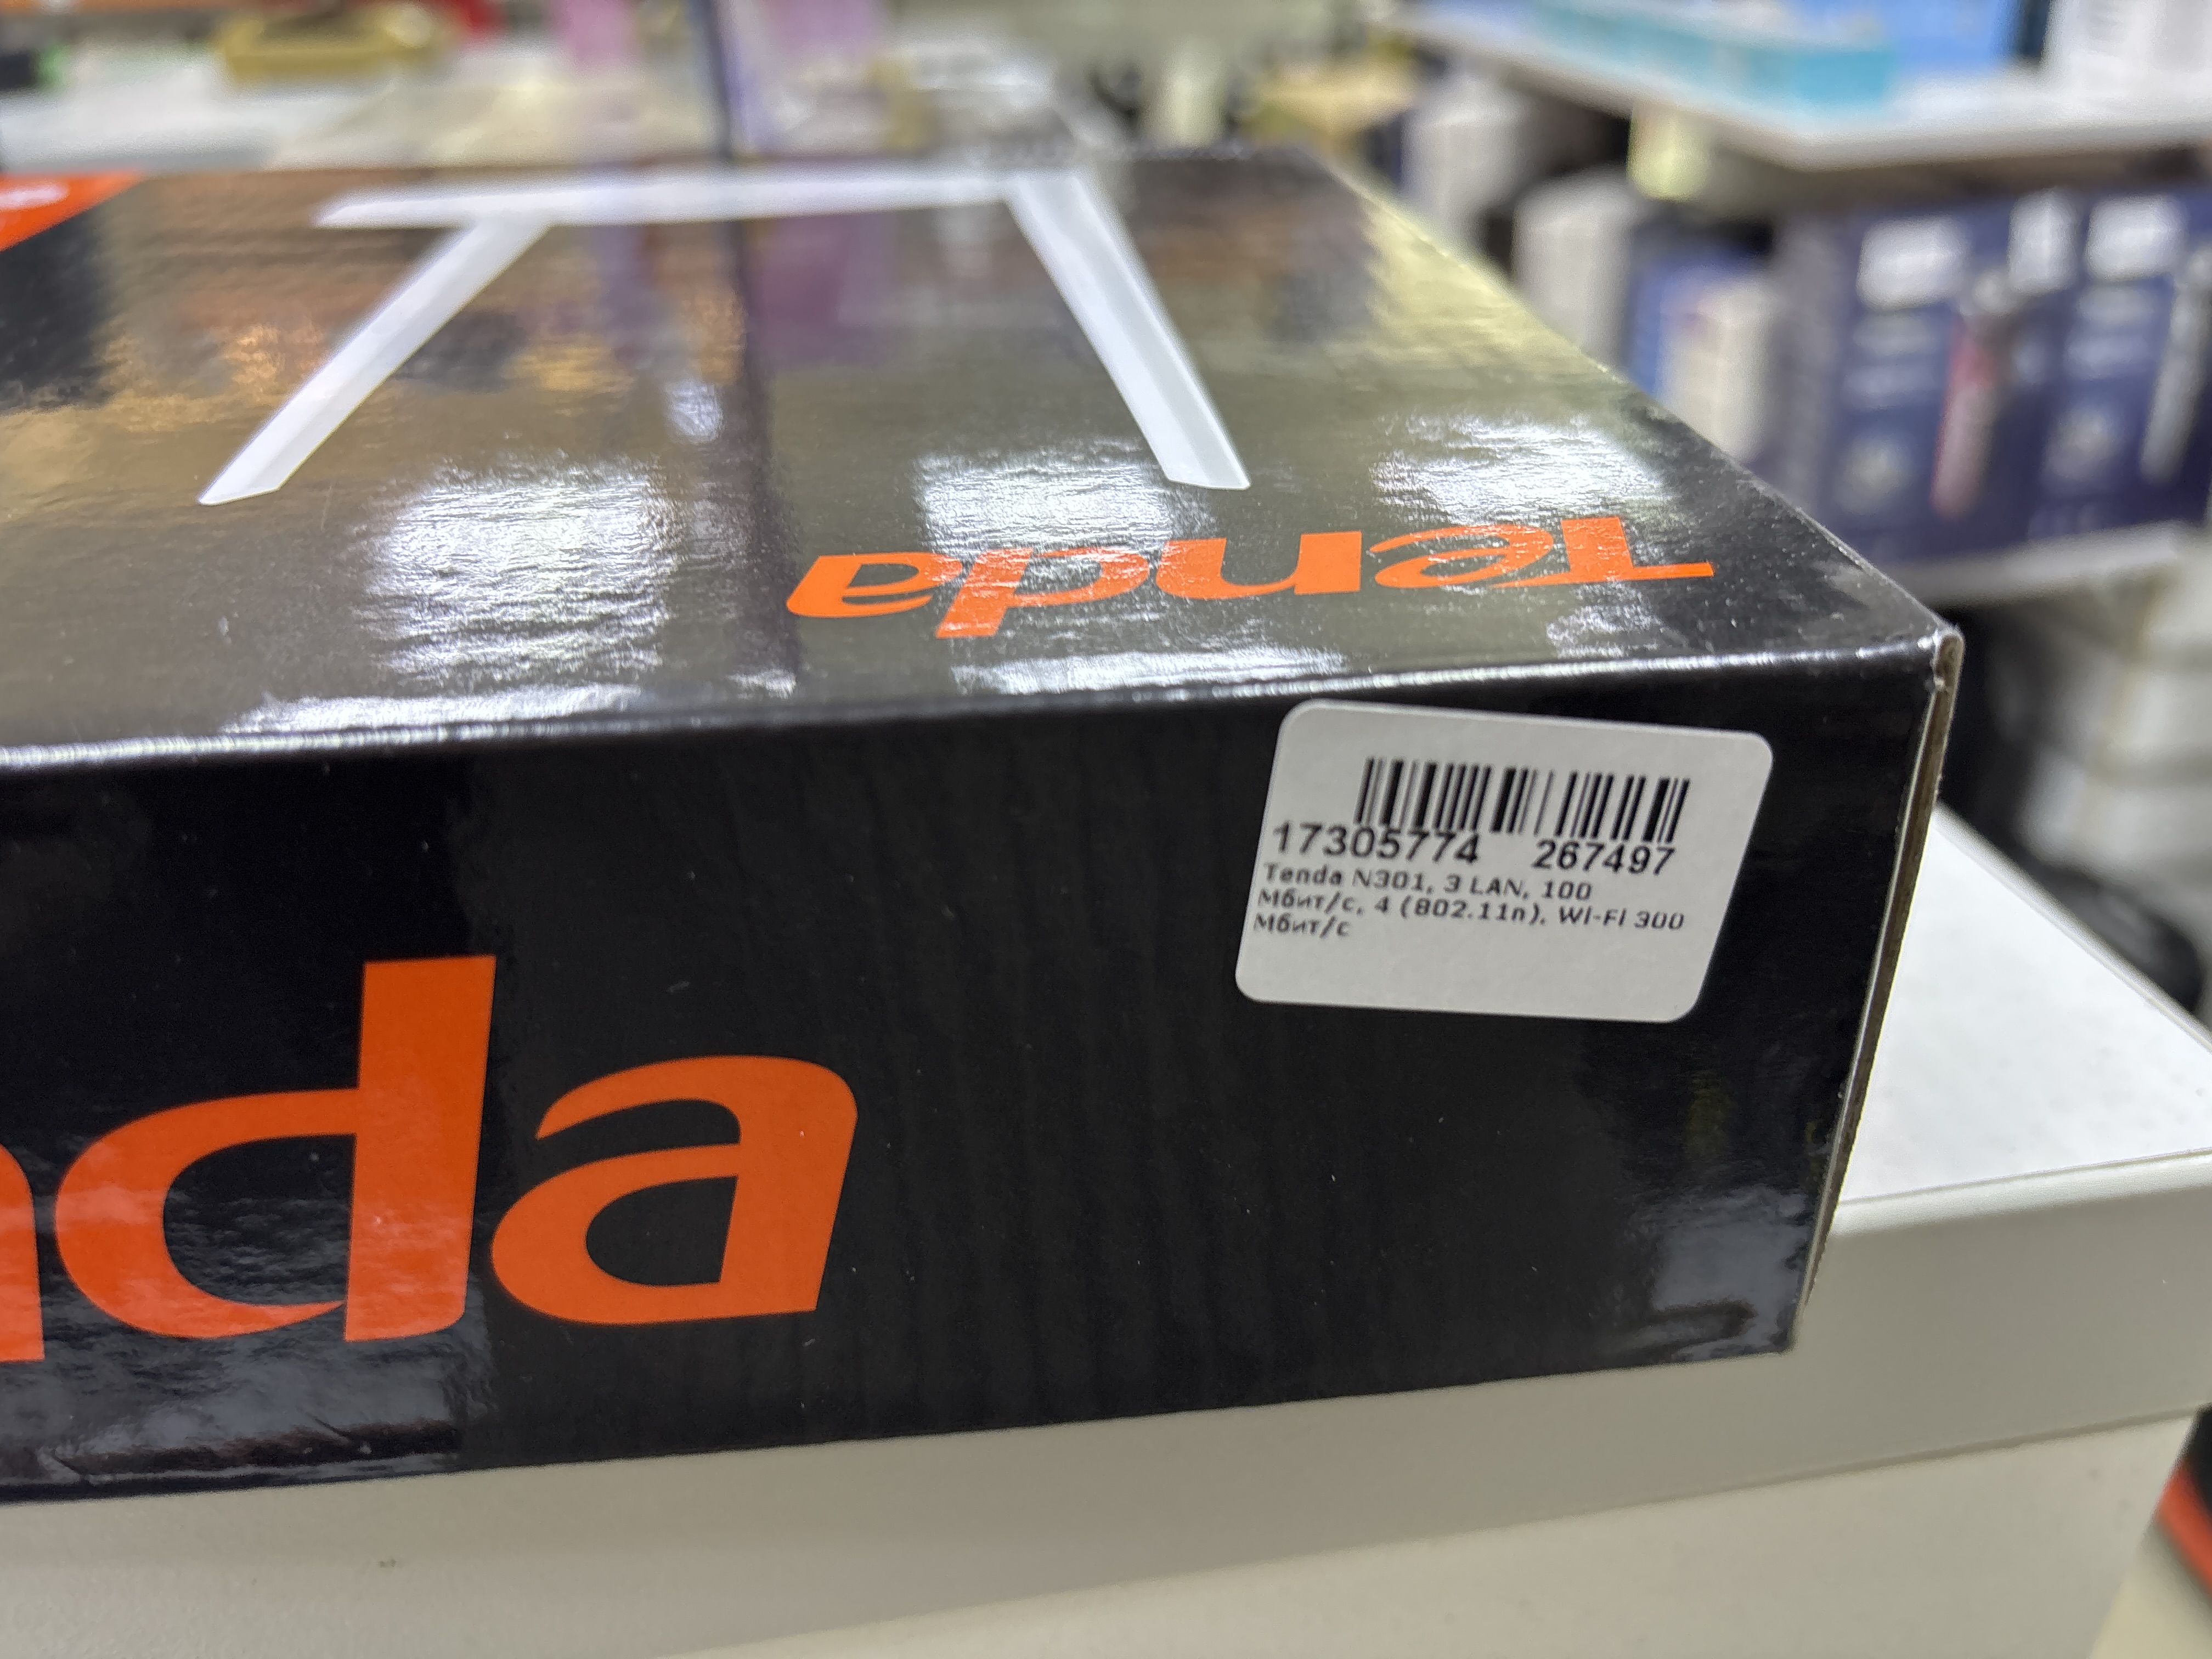 Tenda
17305774 267497
Tenda N301, 3 LAN, 100
Мбит/с, 4 (802.11n), Wi-Fi 300
Мбит/с
nda